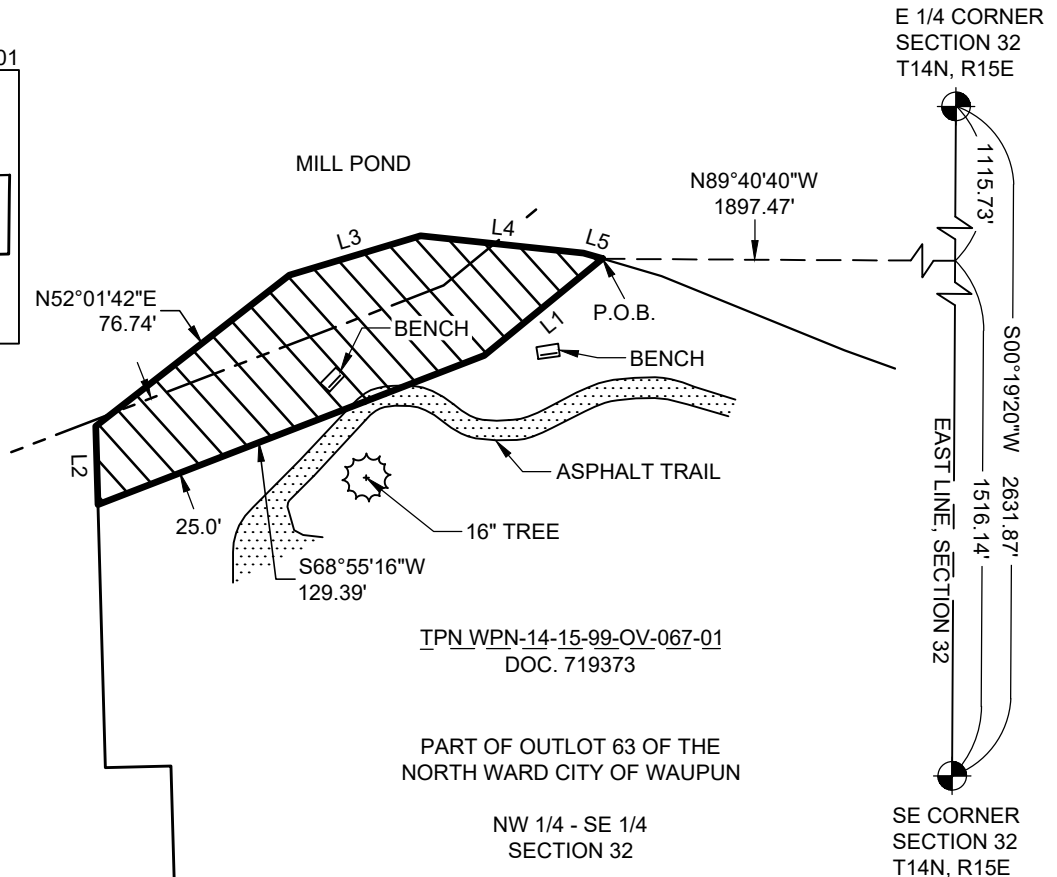 E 1/4 CORNER
SECTION 32
T14N, R15E
01
MILL POND
N89°40'40"W
1897.47'
1115.73'
L3
L4
L5
N52°01'42"E
76.74'
BENCH
L1
P.O.B.
BENCH
S00°19'20"W 2631.87'
EAST LINE, SECTION 32
1516.14'
L2
25.0'
ASPHALT TRAIL
16" TREE
S68°55'16"W
129.39'
TPN WPN-14-15-99-OV-067-01
DOC. 719373
PART OF OUTLOT 63 OF THE
NORTH WARD CITY OF WAUPUN
NW 1/4 - SE 1/4
SECTION 32
SE CORNER
SECTION 32
T14N, R15E